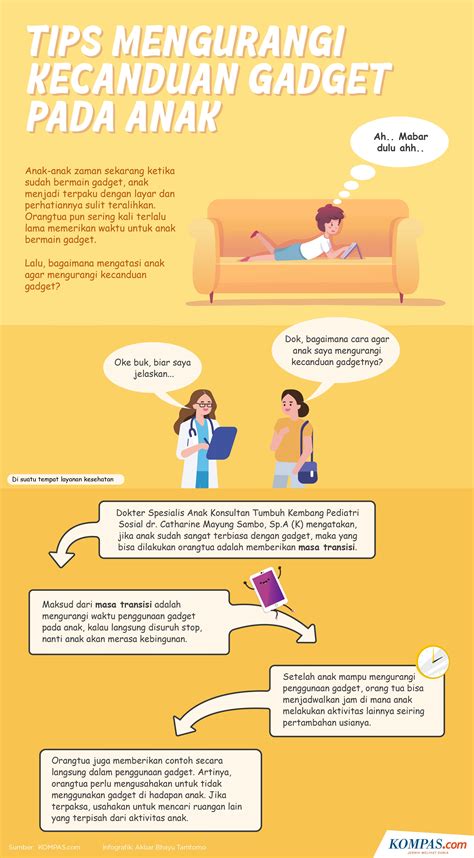 TIPS MENGURANGI
KECANDUAN GADGET
PADA ANAK
Ah.. Mabar
dulu ahh..
Anak-anak zaman sekarang ketika
sudah bermain gadget, anak
menjadi terpaku dengan layar dan
perhatiannya sulit teralihkan.
Orangtua pun sering kali terlalu
lama memerikan waktu untuk anak
bermain gadget.
Lalu, bagaimana mengatasi anak
agar mengurangi kecanduan
gadget?
Dok, bagaimana cara agar
anak saya mengurangi
kecanduan gadgetnya?
Oke buk, biar saya
jelaskan...
Di suatu tempat layanan kesehatan
Dokter Spesialis Anak Konsultan Tumbuh Kembang Pediatri
Sosial dr. Catharine Mayung Sambo, Sp.A (K) mengatakan,
jika anak sudah sangat terbiasa dengan gadget, maka yang
bisa dilakukan orangtua adalah memberikan masa transisi.
Maksud dari masa transisi adalah
mengurangi waktu penggunaan gadget
pada anak, kalau langsung disuruh stop,
nanti anak akan merasa kebingunan.
Setelah anak mampu mengurangi
penggunaan gadget, orang tua bisa
menjadwalkan jam di mana anak
melakukan aktivitas lainnya seiring
pertambahan usianya.
Orangtua juga memberikan contoh secara
langsung dalam penggunaan gadget. Artinya,
orangtua perlu mengusahakan untuk tidak
menggunakan gadget di hadapan anak. Jika
terpaksa, usahakan untuk mencari ruangan lain
yang terpisah dari aktivitas anak.
Sumber: KOMPAS.com
Infografik: Akbar Bhayu Tamtomo
KOMPAS.com
JERNIH MELIHAT DUNIA